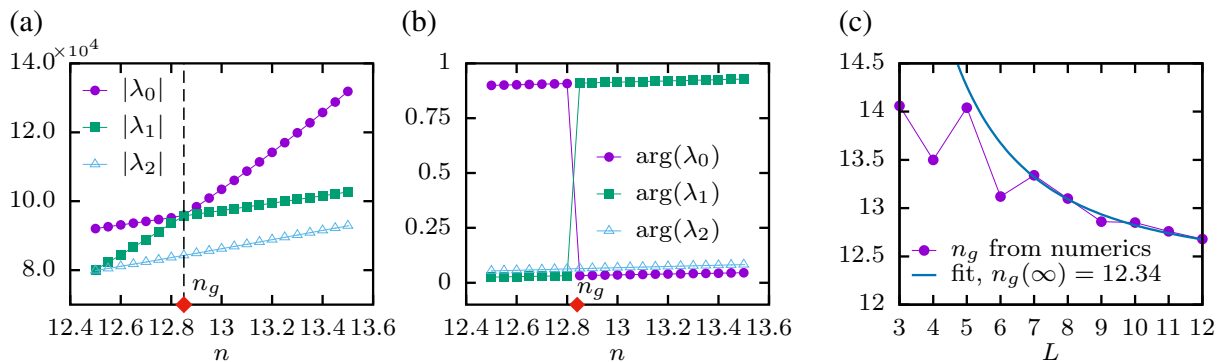 (a)
×10⁴
14.0
12.0
10.0
8.0
|λ₀|
|λ₁|
|λ₂|
n_g
12.4 12.6 12.8 13 13.2 13.4 13.6
n
(b)
1
0.75
0.5
0.25
0
arg(λ₀)
arg(λ₁)
arg(λ₂)
n_g
12.4 12.6 12.8 13 13.2 13.4 13.6
n
(c)
14.5
14
13.5
13
12.5
12
n_g from numerics
fit, n_g(∞) = 12.34
3 4 5 6 7 8 9 10 11 12
L